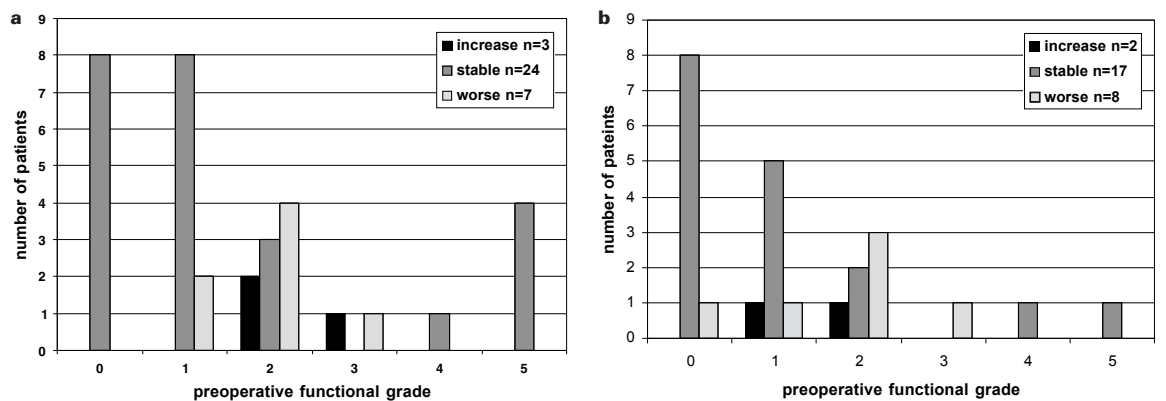 a
9
8
7
6
5
4
3
2
1
0
number of patients
increase n=3
stable n=24
worse n=7
0 1 2 3 4 5
preoperative functional grade
b
9
8
7
6
5
4
3
2
1
0
number of pateints
increase n=2
stable n=17
worse n=8
0 1 2 3 4 5
preoperative functional grade